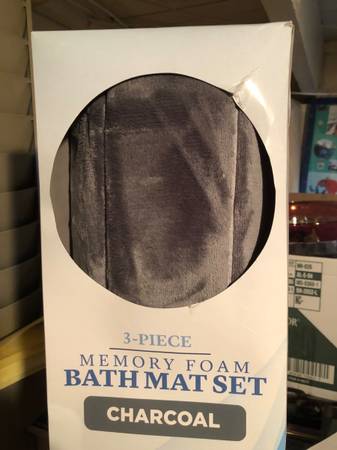 3-PIECE
MEMORY FOAM
BATH MAT SET
CHARCOAL